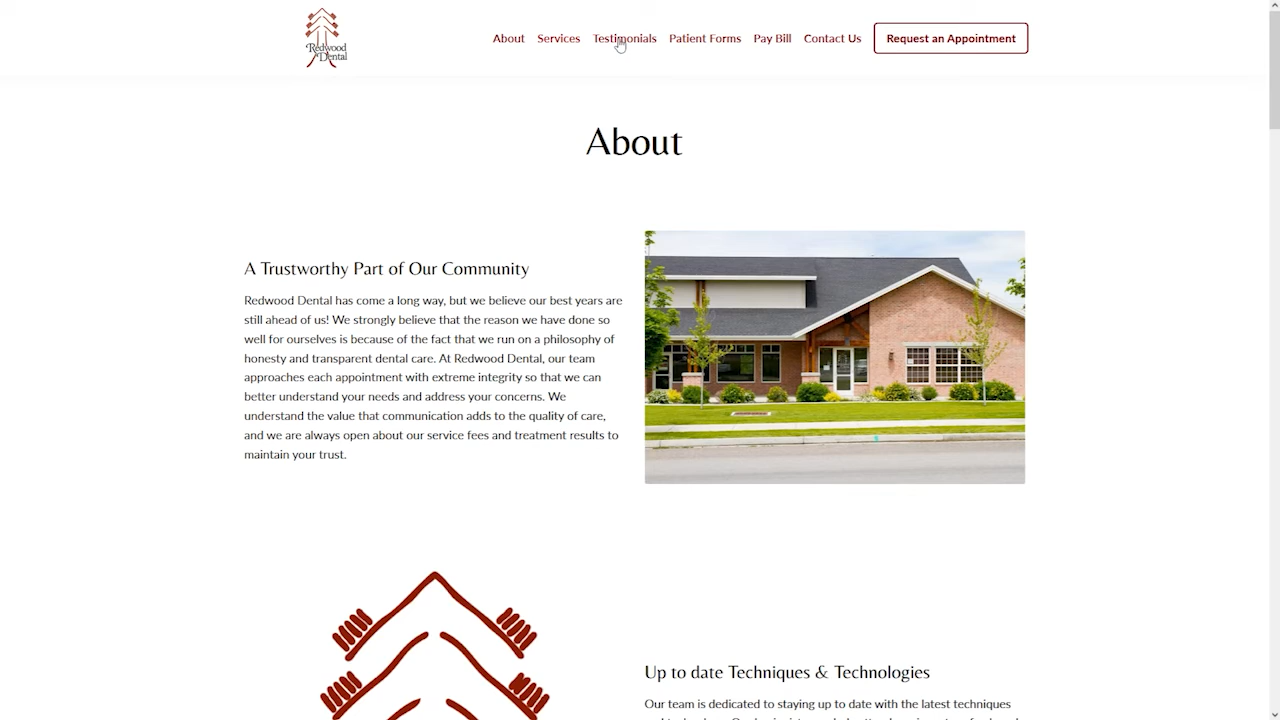 Redwood
Dental
About
Services
Testimonials
Patient Forms
Pay Bill
Contact Us
Request an Appointment
About
A Trustworthy Part of Our Community
Redwood Dental has come a long way, but we believe our best years are
still ahead of us! We strongly believe that the reason we have done so
well for ourselves is because of the fact that we run on a philosophy of
honesty and transparent dental care. At Redwood Dental, our team
approaches each appointment with extreme integrity so that we can
better understand your needs and address your concerns. We
understand the value that communication adds to the quality of care,
and we are always open about our service fees and treatment results to
maintain your trust.
Up to date Techniques & Technologies
Our team is dedicated to staying up to date with the latest techniques